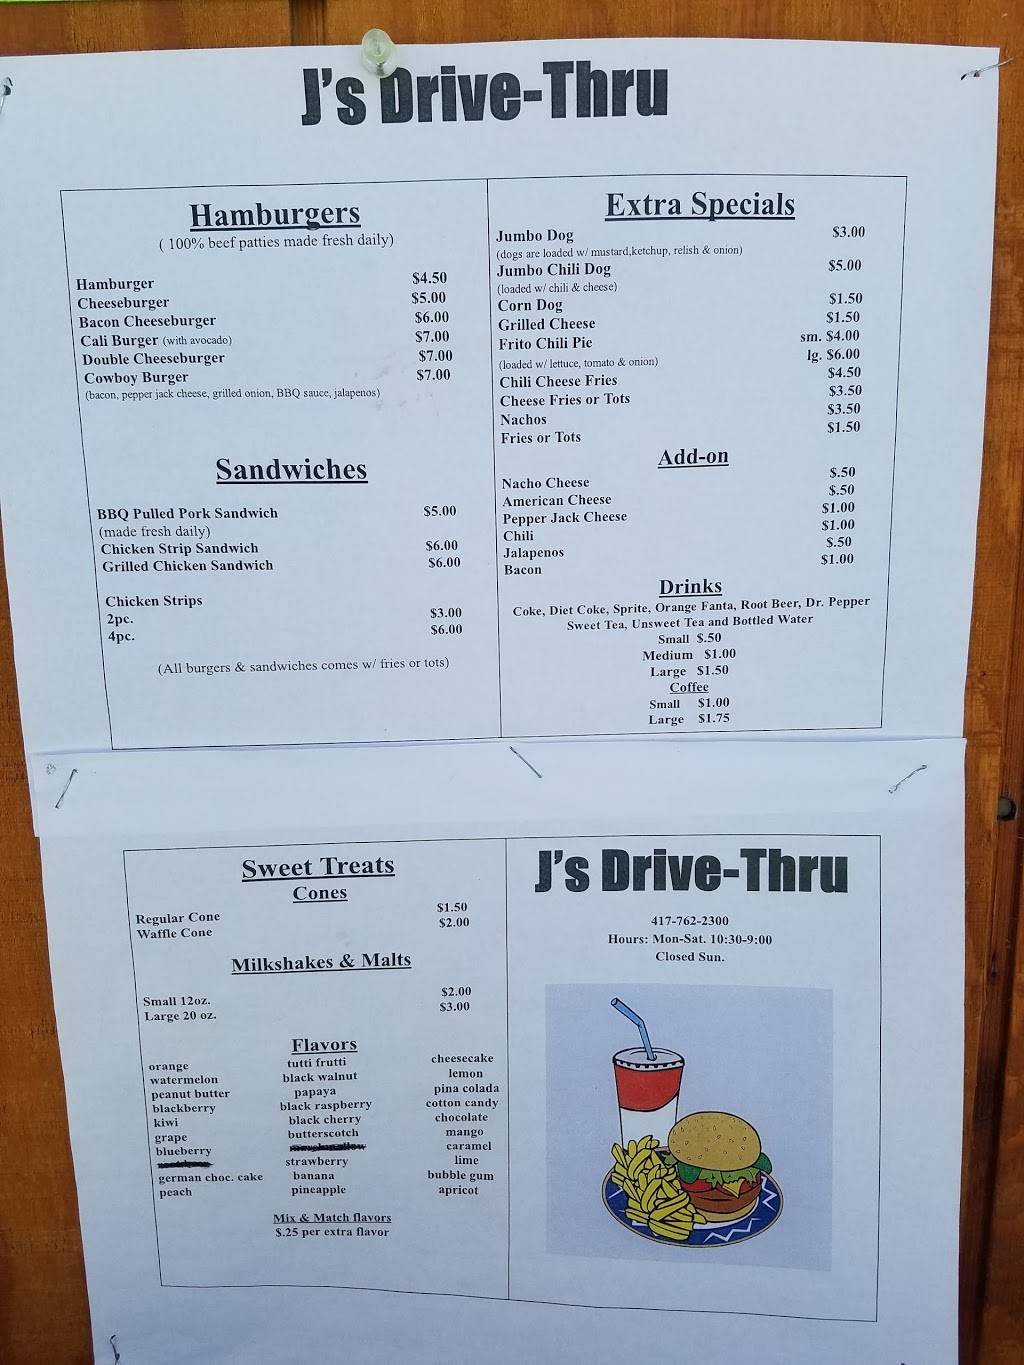 J's Drive-Thru
Hamburgers
( 100% beef patties made fresh daily)
Hamburger $4.50
Cheeseburger $5.00
Bacon Cheeseburger $6.00
Cali Burger (with avocado) $7.00
Double Cheeseburger $7.00
Cowboy Burger $7.00
(bacon, pepper jack cheese, grilled onion, BBQ sauce, jalapenos)
Sandwiches
BBQ Pulled Pork Sandwich $5.00
(made fresh daily)
Chicken Strip Sandwich $6.00
Grilled Chicken Sandwich $6.00
Chicken Strips
2pc. $3.00
4pc. $6.00
(All burgers & sandwiches comes w/ fries or tots)
Extra Specials
Jumbo Dog $3.00
(dogs are loaded w/ mustard,ketchup, relish & onion)
Jumbo Chili Dog $5.00
(loaded w/ chili & cheese)
Corn Dog $1.50
Grilled Cheese $1.50
Frito Chili Pie sm. $4.00
lg. $6.00
(loaded w/ lettuce, tomato & onion)
Chili Cheese Fries $4.50
Cheese Fries or Tots $3.50
Nachos $3.50
Fries or Tots $1.50
Add-on
Nacho Cheese $.50
American Cheese $.50
Pepper Jack Cheese $1.00
Chili $1.00
Jalapenos $.50
Bacon $1.00
Drinks
Coke, Diet Coke, Sprite, Orange Fanta, Root Beer, Dr. Pepper
Sweet Tea, Unsweet Tea and Bottled Water
Small $.50
Medium $1.00
Large $1.50
Coffee
Small $1.00
Large $1.75
Sweet Treats
Cones
Regular Cone $1.50
Waffle Cone $2.00
Milkshakes & Malts
Small 12oz. $2.00
Large 20 oz. $3.00
Flavors
orange tutti frutti cheesecake
watermelon black walnut lemon
peanut butter papaya pina colada
blackberry black raspberry cotton candy
kiwi black cherry chocolate
grape butterscotch mango
blueberry caramel
strawberry lime
german choc. cake banana bubble gum
peach pineapple apricot
Mix & Match flavors
$.25 per extra flavor
J's Drive-Thru
417-762-2300
Hours: Mon-Sat. 10:30-9:00
Closed Sun.